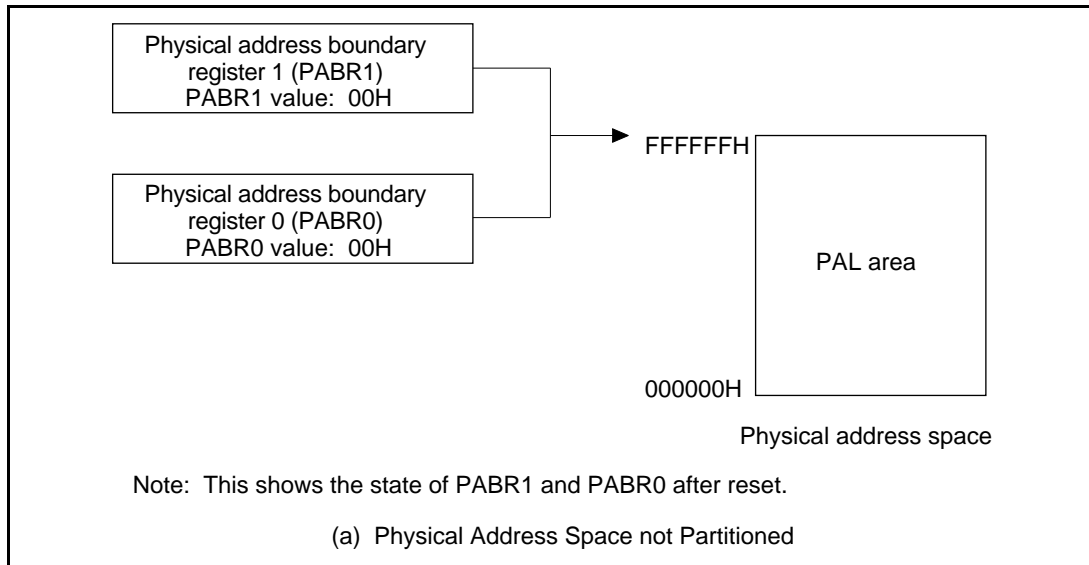 Physical address boundary
register 1 (PABR1)
PABR1 value: 00H
Physical address boundary
register 0 (PABR0)
PABR0 value: 00H
FFFFFFH
PAL area
000000H
Physical address space
Note: This shows the state of PABR1 and PABR0 after reset.
(a) Physical Address Space not Partitioned